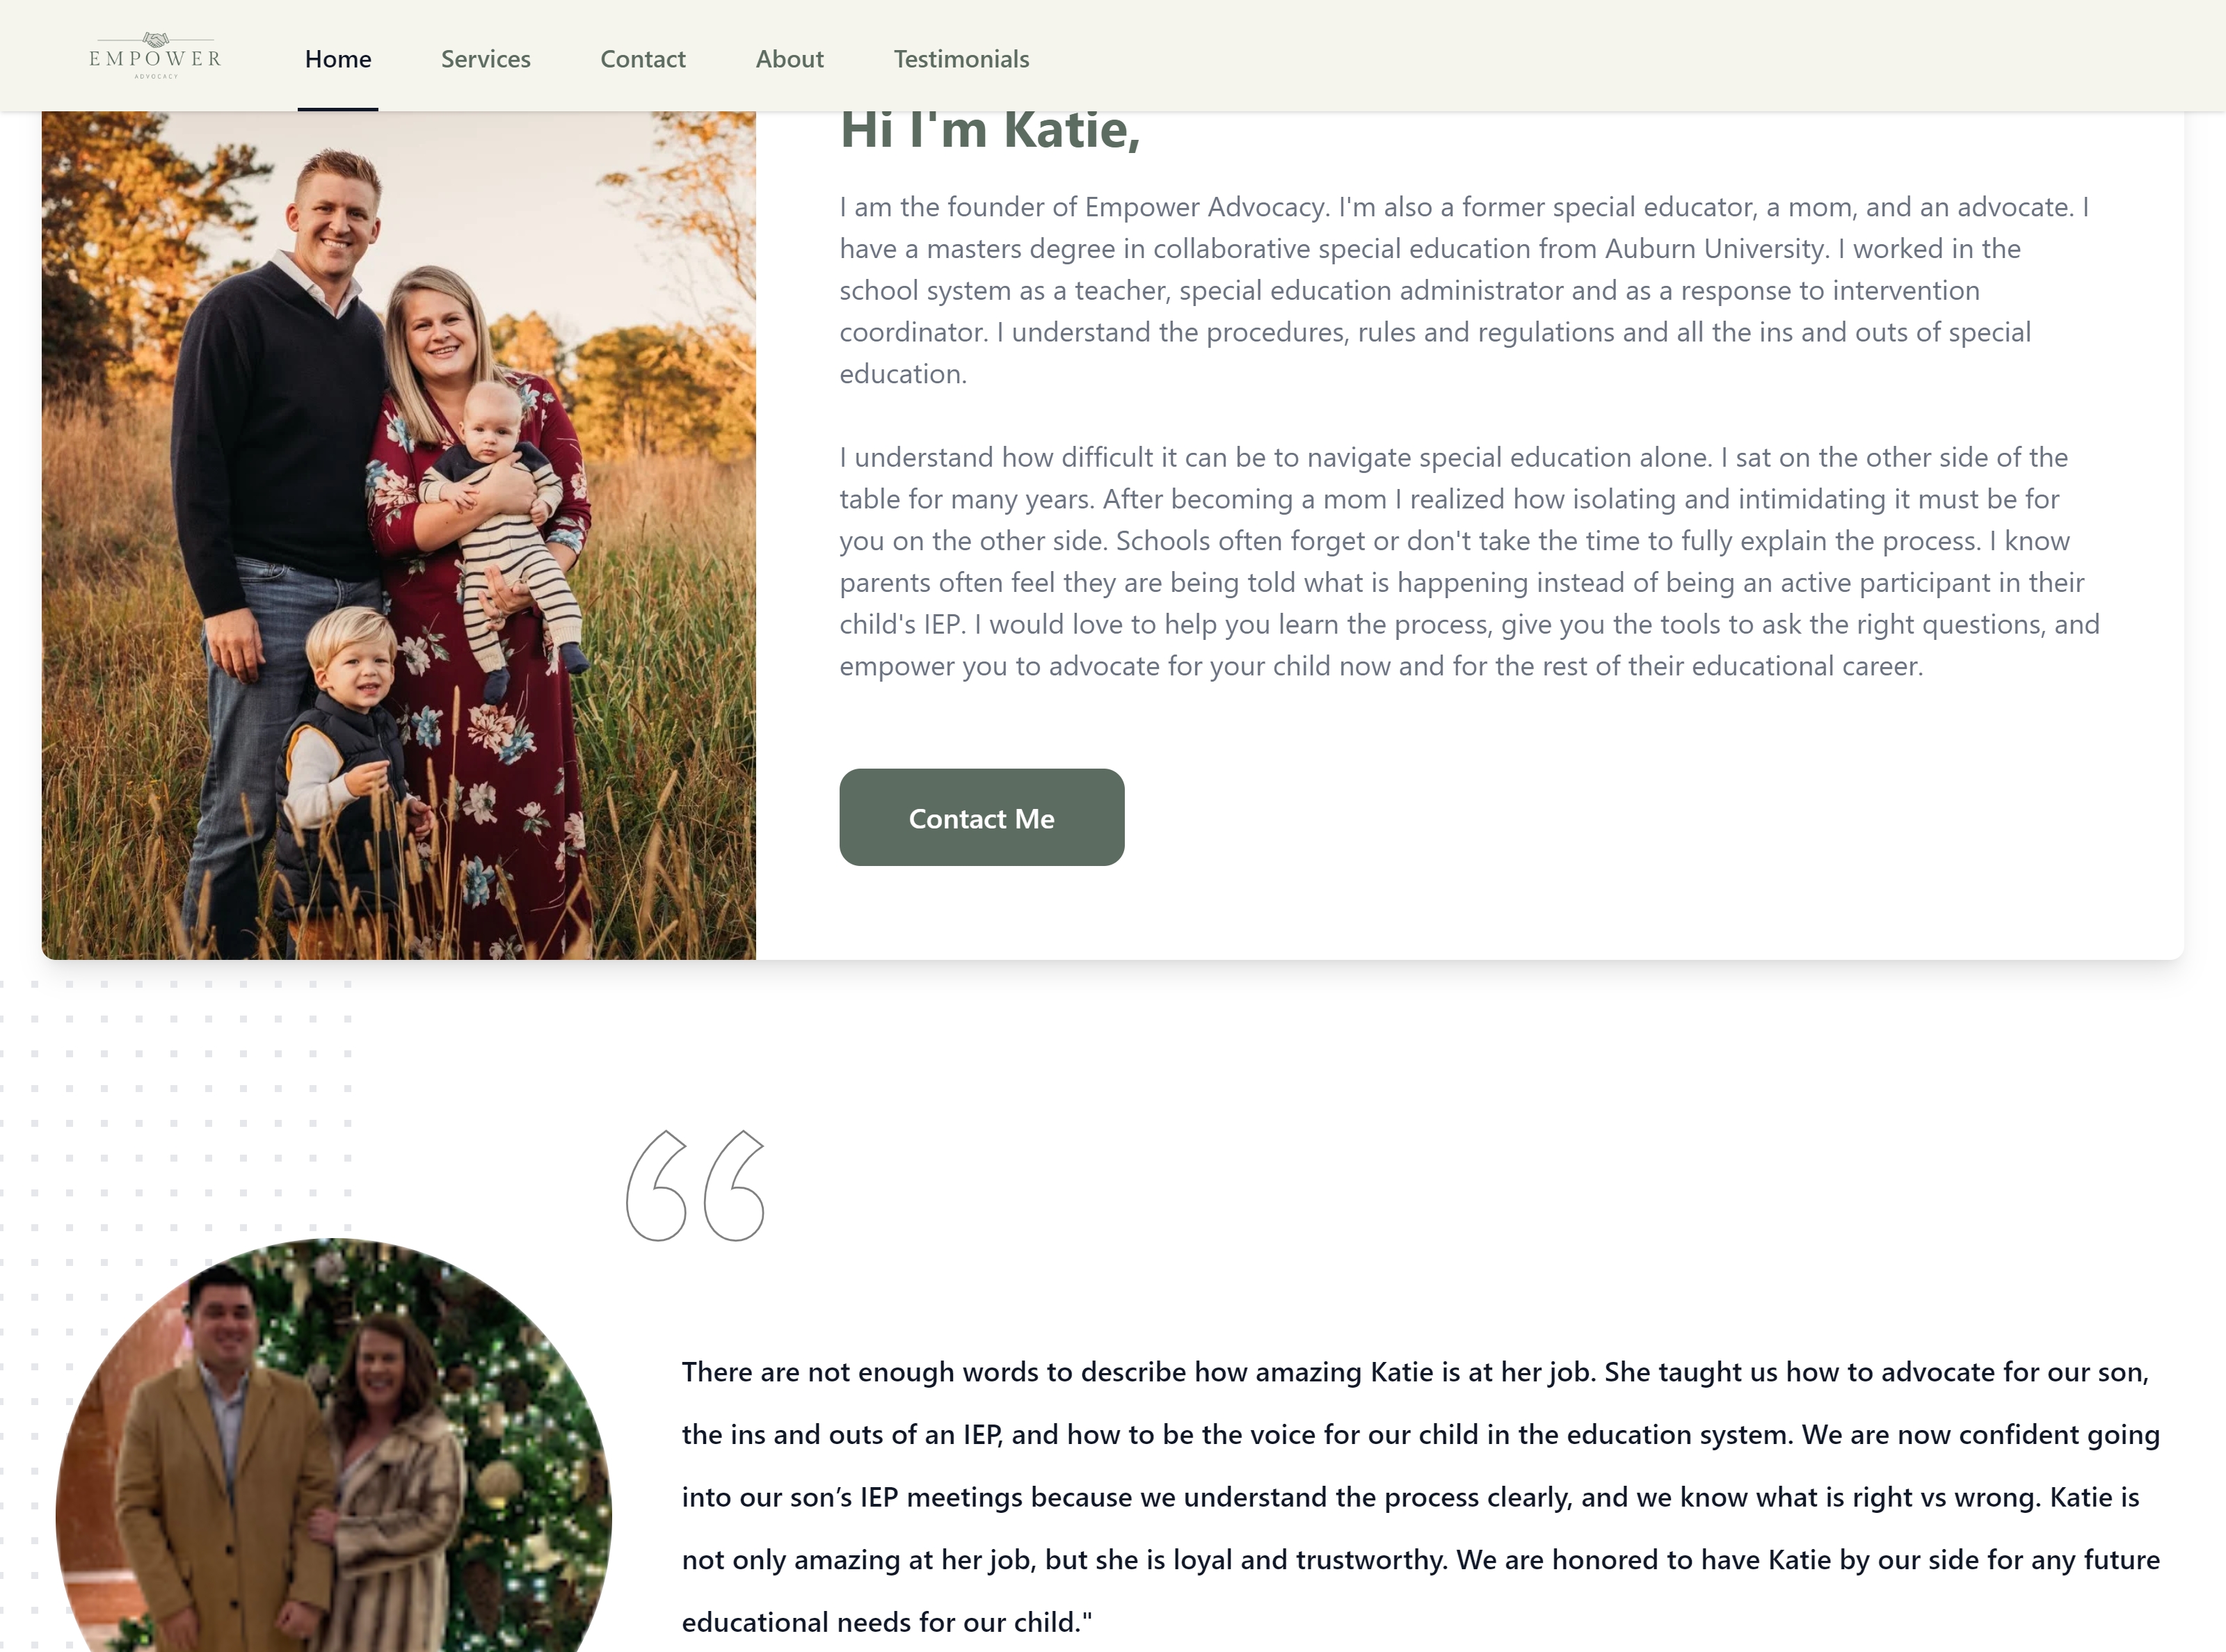 EMPOWER
ADVOCACY
Home
Services
Contact
About
Testimonials
Hi I'm Katie,
I am the founder of Empower Advocacy. I'm also a former special educator, a mom, and an advocate. I
have a masters degree in collaborative special education from Auburn University. I worked in the
school system as a teacher, special education administrator and as a response to intervention
coordinator. I understand the procedures, rules and regulations and all the ins and outs of special
education.
I understand how difficult it can be to navigate special education alone. I sat on the other side of the
table for many years. After becoming a mom I realized how isolating and intimidating it must be for
you on the other side. Schools often forget or don't take the time to fully explain the process. I know
parents often feel they are being told what is happening instead of being an active participant in their
child's IEP. I would love to help you learn the process, give you the tools to ask the right questions, and
empower you to advocate for your child now and for the rest of their educational career.
Contact Me
There are not enough words to describe how amazing Katie is at her job. She taught us how to advocate for our son,
the ins and outs of an IEP, and how to be the voice for our child in the education system. We are now confident going
into our son’s IEP meetings because we understand the process clearly, and we know what is right vs wrong. Katie is
not only amazing at her job, but she is loyal and trustworthy. We are honored to have Katie by our side for any future
educational needs for our child."